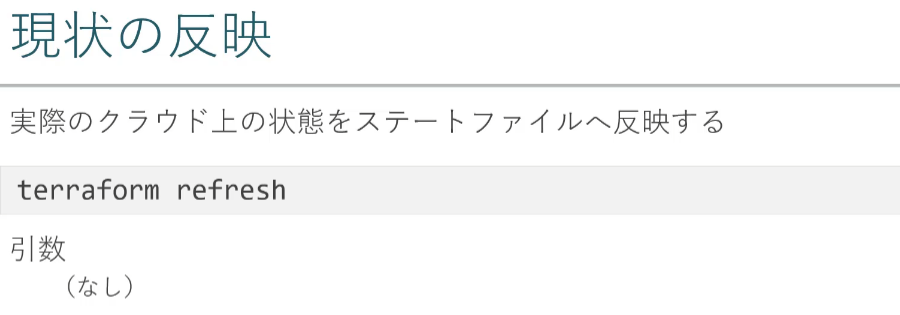 現状の反映
実際のクラウド上の状態をステートファイルへ反映する
terraform refresh
引数
（なし）